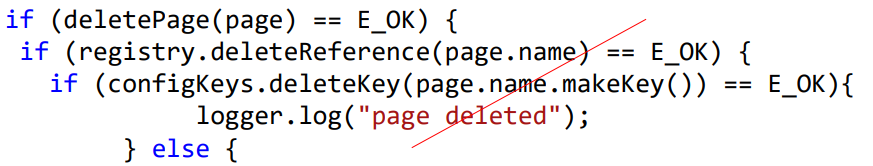 if (deletePage(page) == E_OK) {
if (registry.deleteReference(page.name) == E_OK) {
if (configKeys.deleteKey(page.name.makeKey()) == E_OK){
logger.log("page deleted");
} else {